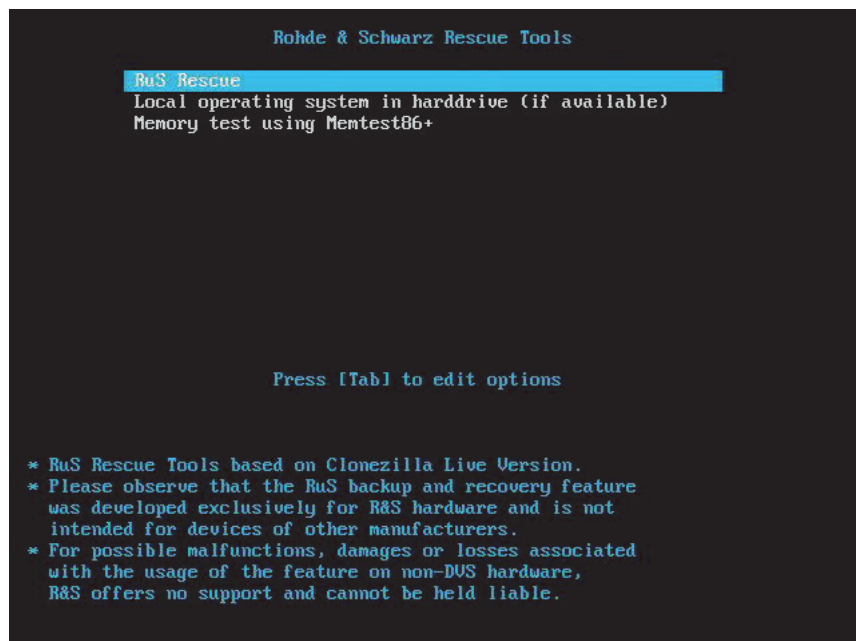 Rohde & Schwarz Rescue Tools
RuS Rescue
Local operating system in harddrive (if available)
Memory test using Memtest86+
Press [Tab] to edit options
* RuS Rescue Tools based on Clonezilla Live Version.
* Please observe that the RuS backup and recovery feature
was developed exclusively for R&S hardware and is not
intended for devices of other manufacturers.
* For possible malfunctions, damages or losses associated
with the usage of the feature on non-DVS hardware,
R&S offers no support and cannot be held liable.